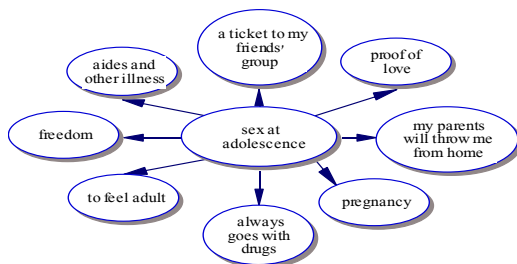 a ticket to my
friends'
group
aides and
other illness
proof of
love
freedom
sex at
adolescence
my parents
will throw me
from home
to feel adult
always
goes with
drugs
pregnancy